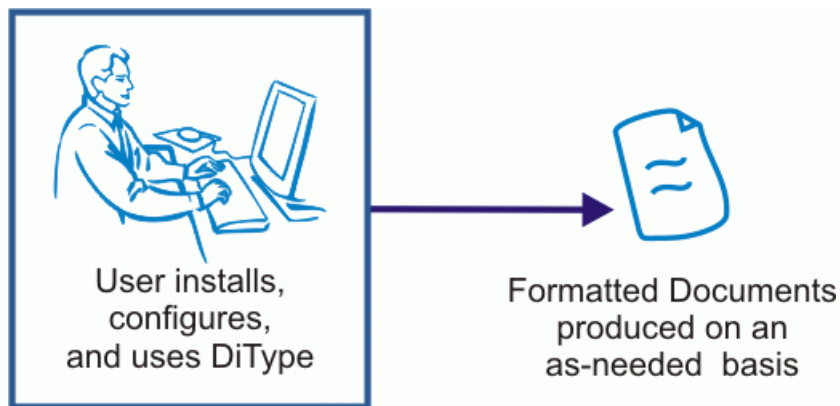 User installs,
configures,
and uses DiType
Formatted Documents
produced on an
as-needed basis